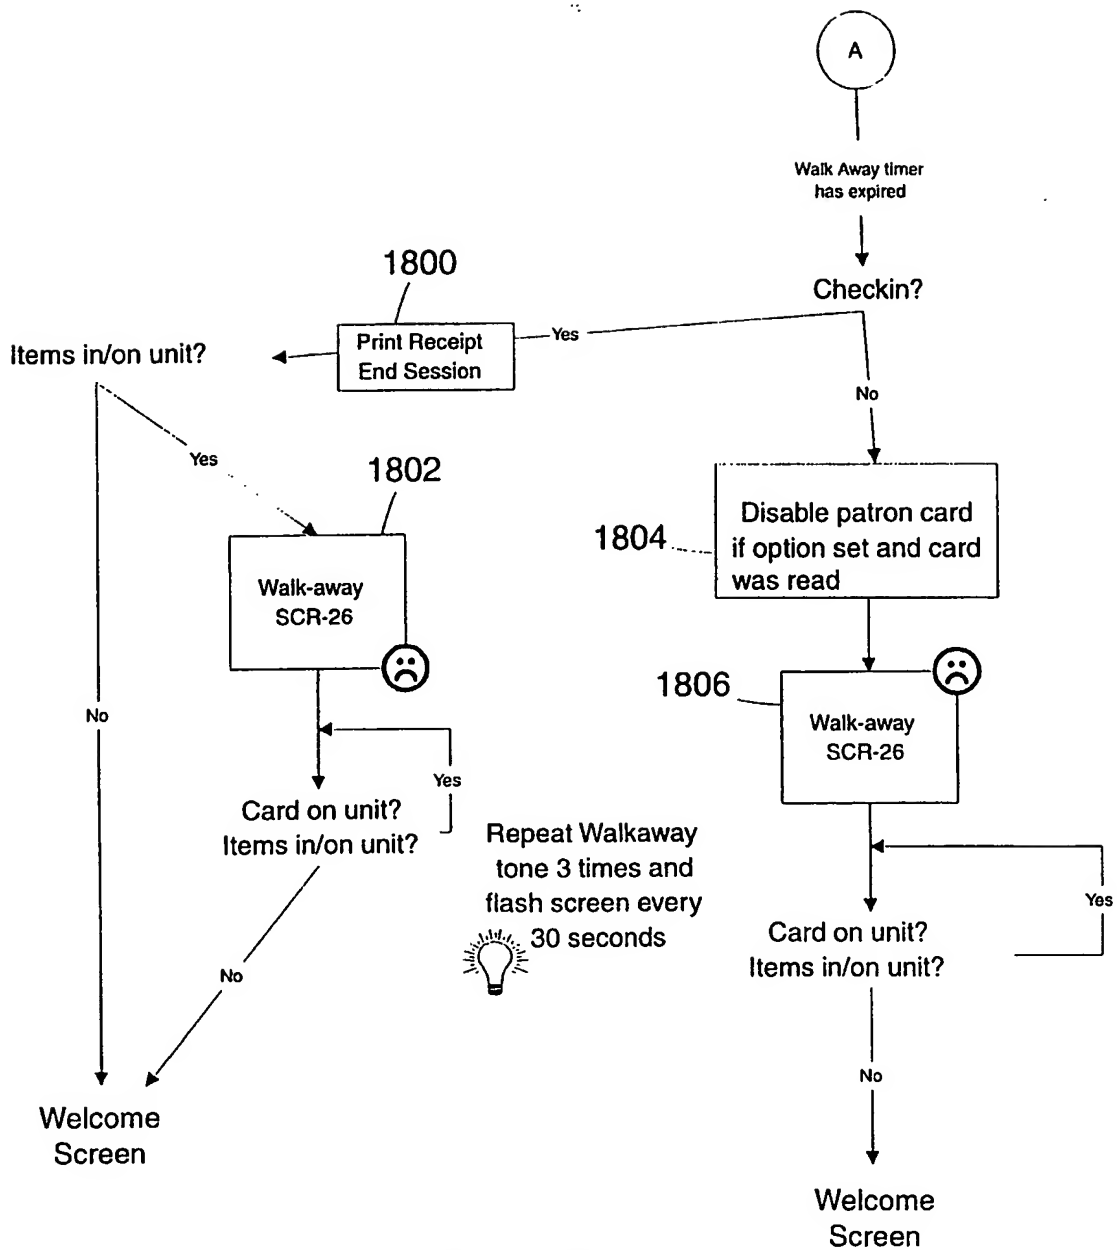 A
Walk Away timer
has expired
Checkin?
1800
Yes
Print Receipt
End Session
Items in/on unit?
No
Yes
1802
Walk-away
SCR-26
1804
Disable patron card
if option set and card
was read
1806
Walk-away
SCR-26
No
Yes
Card on unit?
Items in/on unit?
Repeat Walkaway
tone 3 times and
flash screen every
30 seconds
Yes
Card on unit?
Items in/on unit?
No
No
Welcome
Screen
Welcome
Screen